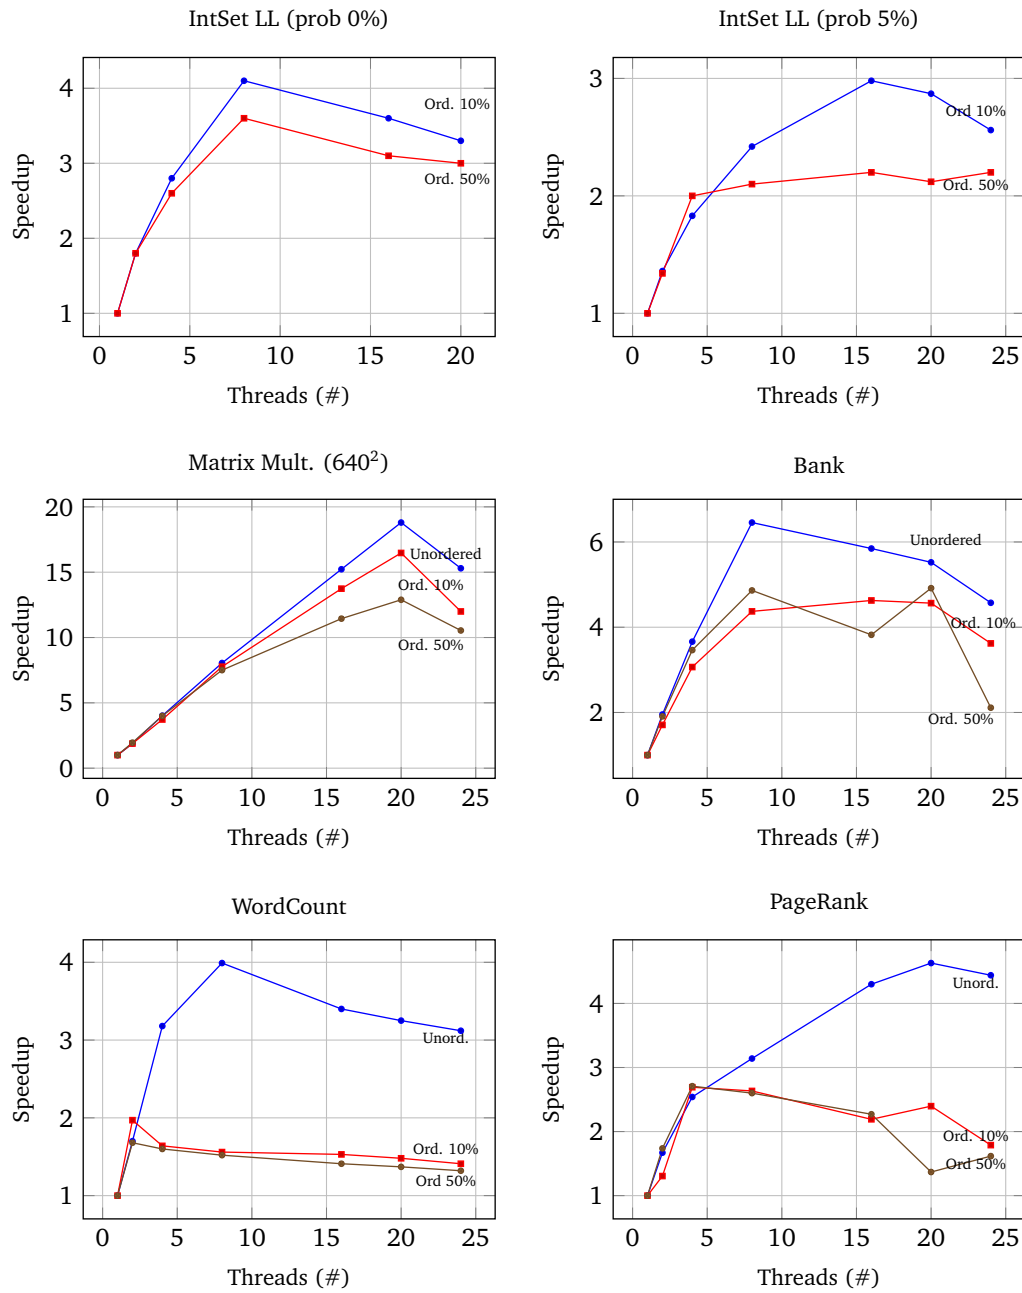 IntSet LL (prob 0%)
4
3
2
1
Speedup
Ord. 10%
Ord. 50%
0 5 10 15 20
Threads (#)
IntSet LL (prob 5%)
3
2
1
Speedup
Ord 10%
Ord. 50%
0 5 10 15 20 25
Threads (#)
Matrix Mult. (640²)
20
15
10
5
0
Speedup
Unordered
Ord. 10%
Ord. 50%
0 5 10 15 20 25
Threads (#)
Bank
6
4
2
Speedup
Unordered
Ord. 10%
Ord. 50%
0 5 10 15 20 25
Threads (#)
WordCount
4
3
2
1
Speedup
Unord.
Ord. 10%
Ord 50%
0 5 10 15 20 25
Threads (#)
PageRank
4
3
2
1
Speedup
Unord.
Ord. 10%
Ord 50%
0 5 10 15 20 25
Threads (#)